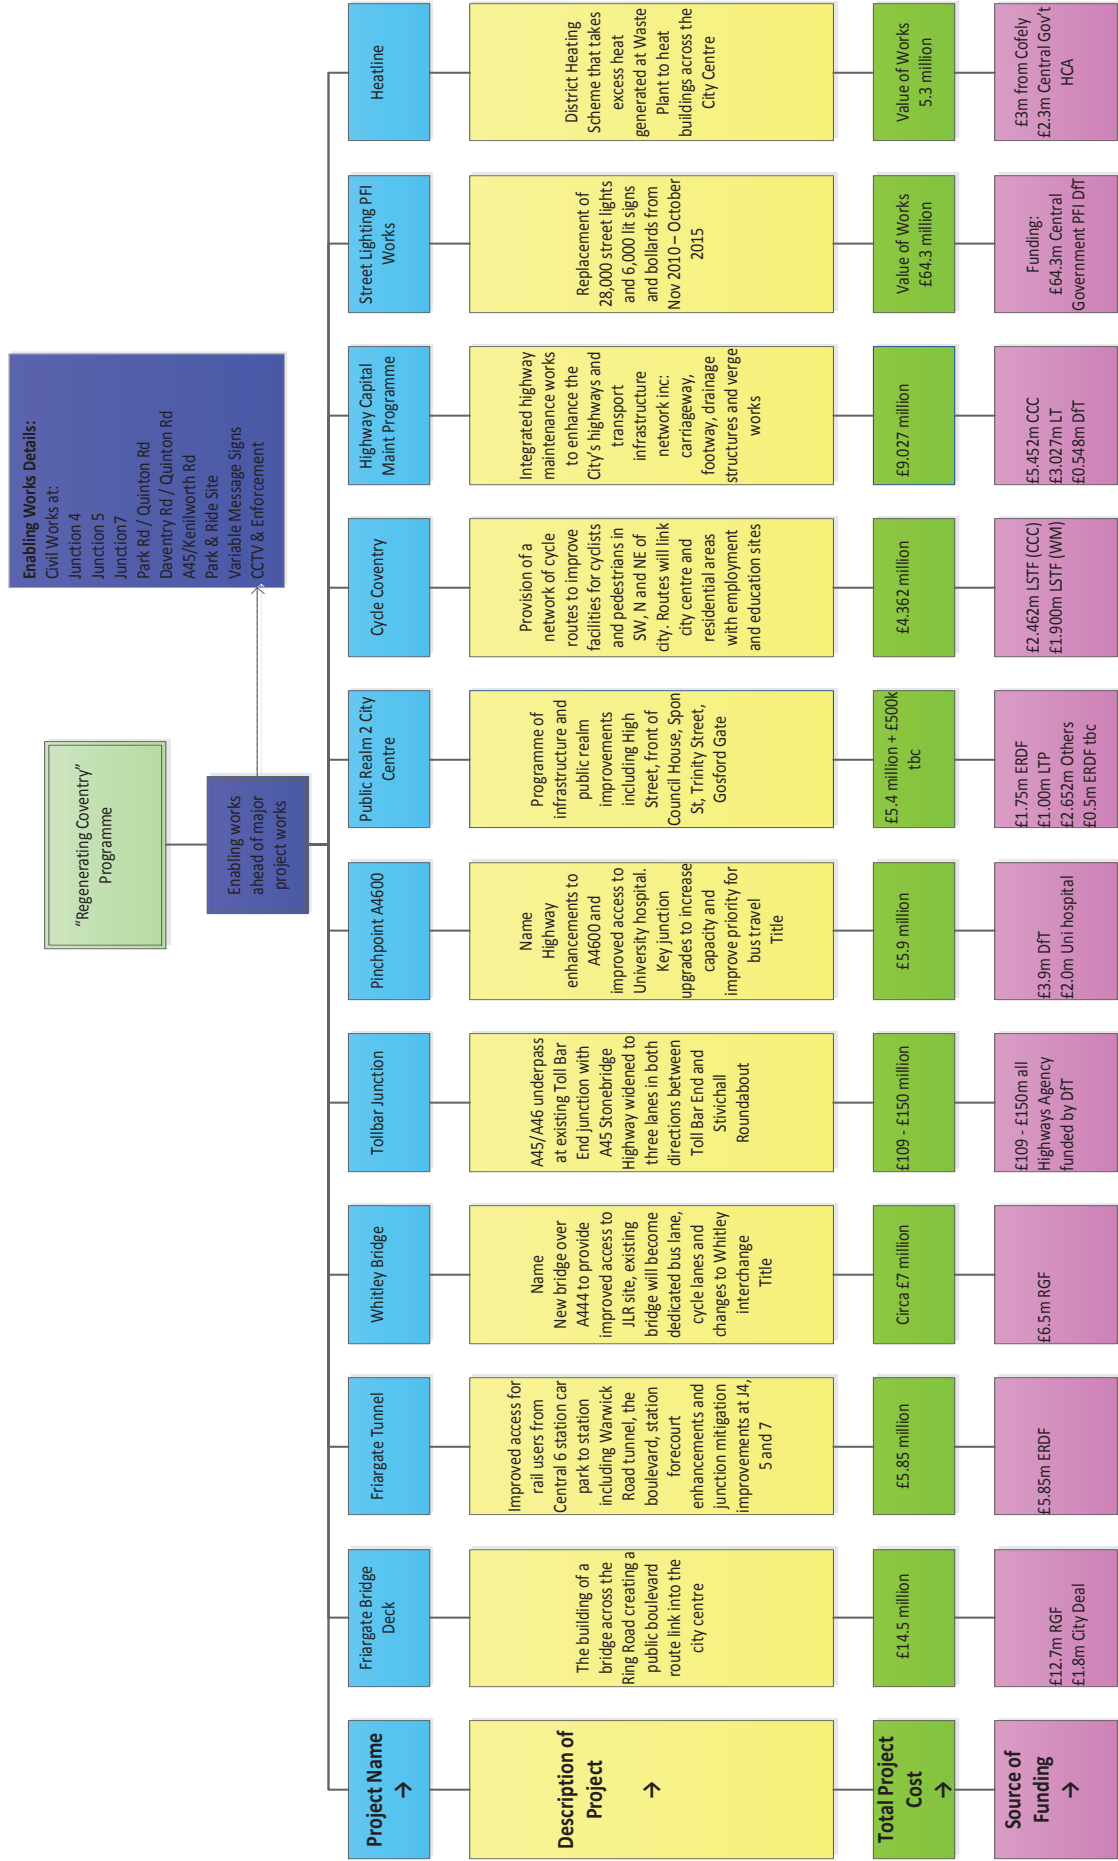 "Regenerating Coventry"
Programme
Enabling works
ahead of major
project works
Enabling Works Details:
Civil Works at:
Junction 4
Junction 5
Junction7
Park Rd / Quinton Rd
Daventry Rd / Quinton Rd
A45/Kenilworth Rd
Park & Ride Site
Variable Message Signs
CCTV & Enforcement
Project Name
→
Friargate Bridge
Deck
Friargate Tunnel
Whitley Bridge
Tollbar Junction
Pinchpoint A4600
Public Realm 2 City
Centre
Cycle Coventry
Highway Capital
Maint Programme
Street Lighting PFI
Works
Heatline
Description of
Project
→
The building of a
bridge across the
Ring Road creating a
public boulevard
route link into the
city centre
Improved access for
rail users from
Central 6 station car
park to station
including Warwick
Road tunnel, the
boulevard, station
forecourt
enhancements and
junction mitigation
improvements at J4,
5 and 7
Name
New bridge over
A444 to provide
improved access to
JLR site, existing
bridge will become
dedicated bus lane,
cycle lanes and
changes to Whitley
interchange
Title
A45/A46 underpass
at existing Toll Bar
End junction with
A45 Stonebridge
Highway widened to
three lanes in both
directions between
Toll Bar End and
Stivichall
Roundabout
Name
Highway
enhancements to
A4600 and
improved access to
University hospital.
Key junction
upgrades to increase
capacity and
improve priority for
bus travel
Title
Programme of
infrastructure and
public realm
improvements
including High
Street, front of
Council House, Spon
St, Trinity Street,
Gosford Gate
Provision of a
network of cycle
routes to improve
facilities for cyclists
and pedestrians in
SW, N and NE of
city. Routes will link
city centre and
residential areas
with employment
and education sites
Integrated highway
maintenance works
to enhance the
City's highways and
transport
infrastructure
network inc:
carriageway,
footway, drainage
structures and verge
works
Replacement of
28,000 street lights
and 6,000 lit signs
and bollards from
Nov 2010 – October
2015
District Heating
Scheme that takes
excess heat
generated at Waste
Plant to heat
buildings across the
City Centre
Total Project
Cost
→
£14.5 million
£5.85 million
Circa £7 million
£109 - £150 million
£5.9 million
£5.4 million + £500k
tbc
£4.362 million
£9.027 million
Value of Works
£64.3 million
Value of Works
5.3 million
Source of
Funding
→
£12.7m RGF
£1.8m City Deal
£5.85m ERDF
£6.5m RGF
£109 - £150m all
Highways Agency
funded by DfT
£3.9m DfT
£2.0m Uni hospital
£1.75m ERDF
£1.00m LTP
£2.652m Others
£0.5m ERDF tbc
£2.462m LSTF (CCC)
£1.900m LSTF (WM)
£5.452m CCC
£3.027m LT
£0.548m DfT
Funding:
£64.3m Central
Government PFI DfT
£3m from Cofely
£2.3m Central Gov't
HCA